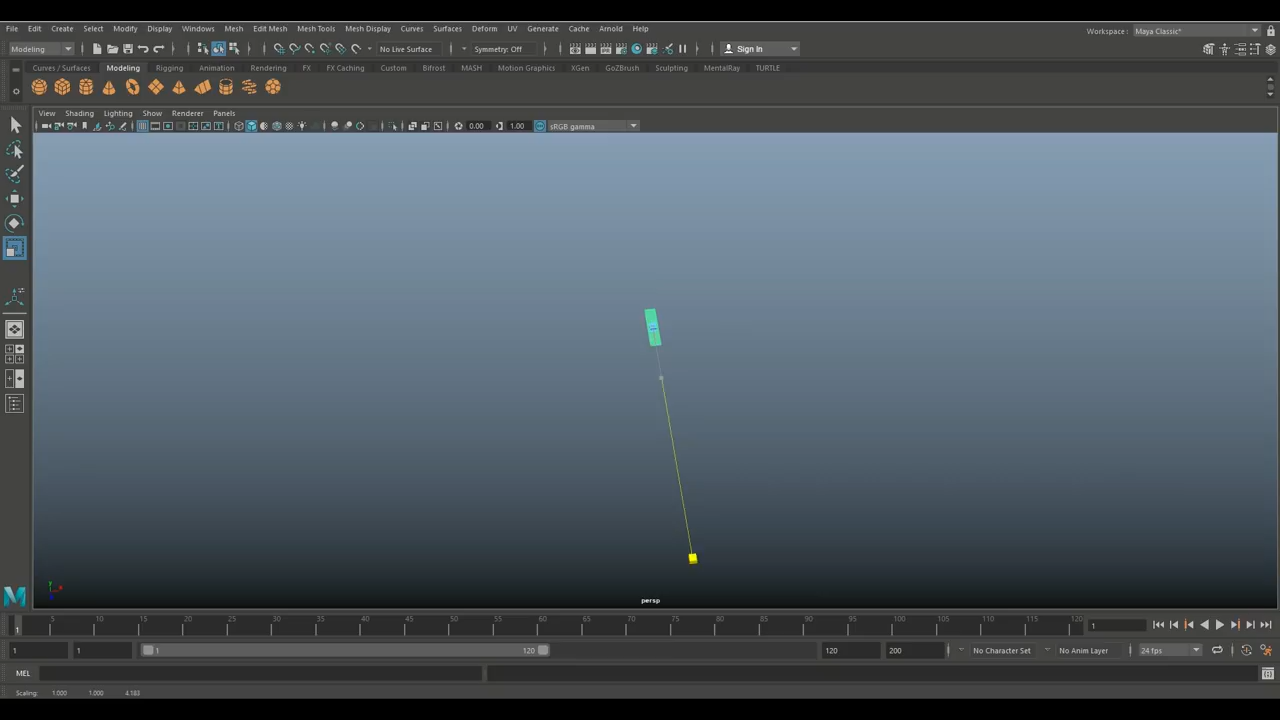 File Edit Create Select Modify Display Windows Mesh Edit Mesh Mesh Tools Mesh Display Curves Surfaces Deform UV Generate Cache Arnold Help
Workspace: Maya Classic*
Modeling No Live Surface Symmetry: Off Sign In
Curves / Surfaces Modeling Rigging Animation Rendering FX FX Caching Custom Bifrost MASH Motion Graphics XGen GoZBrush Sculpting MentalRay TURTLE
View Shading Lighting Show Renderer Panels
0.00 1.00 sRGB gamma
persp
5 10 15 20 25 30 35 40 45 50 55 60 65 70 75 80 85 90 95 100 105 110 115 120
1 1
1 1 1 120 120 200 No Character Set No Anim Layer 24 fps
MEL
Scaling: 1.000 1.000 4.183